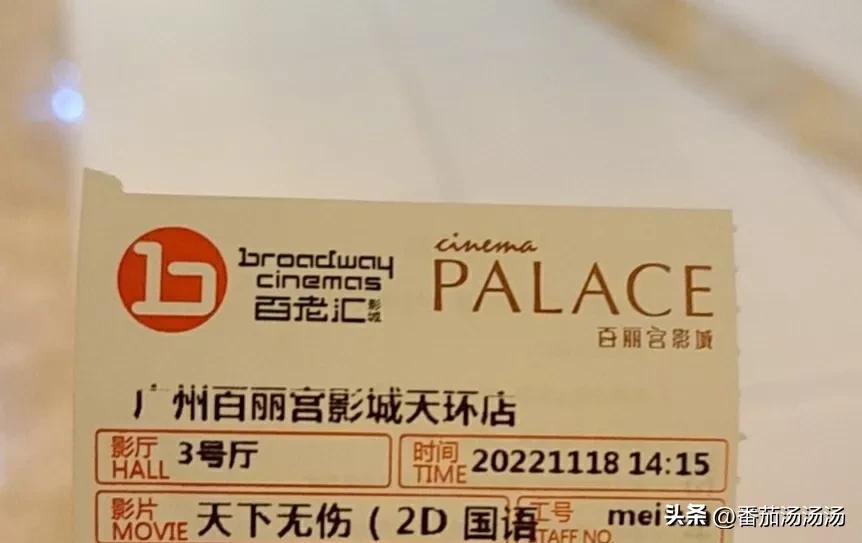 broadway
cinemas
百老汇影城
cinema
PALACE
百丽宫影城
广州百丽宫影城天环店
影厅 HALL 3号厅
时间 TIME 20221118 14:15
影片 MOVIE 天下无伤 ( 2D 国语
工号 STAFF NO. mei
头条 @番茄汤汤汤